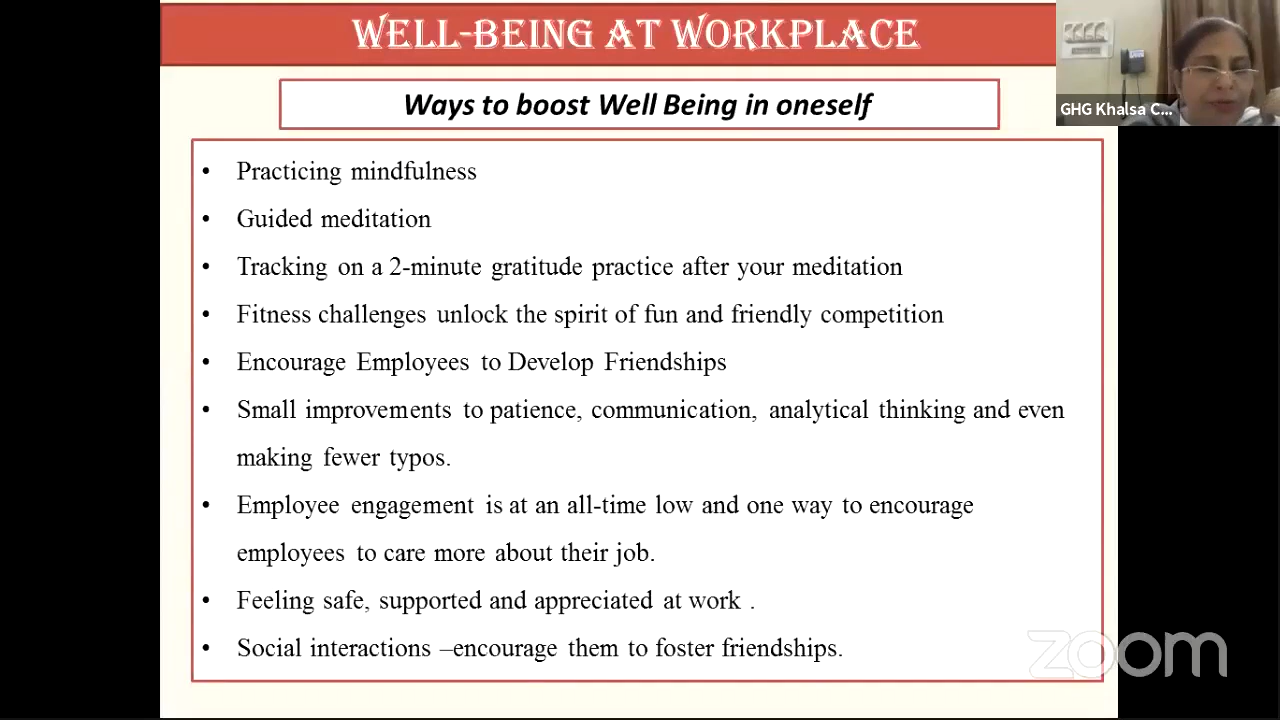 WELL-BEING AT WORKPLACE
Ways to boost Well Being in oneself
GHG Khalsa C...
• Practicing mindfulness
• Guided meditation
• Tracking on a 2-minute gratitude practice after your meditation
• Fitness challenges unlock the spirit of fun and friendly competition
• Encourage Employees to Develop Friendships
• Small improvements to patience, communication, analytical thinking and even
making fewer typos.
• Employee engagement is at an all-time low and one way to encourage
employees to care more about their job.
• Feeling safe, supported and appreciated at work .
• Social interactions –encourage them to foster friendships.
zoom